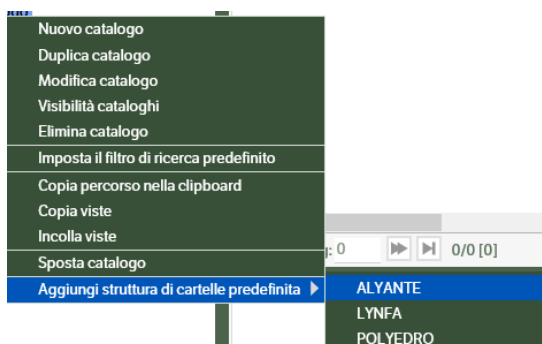 Nuovo catalogo
Duplica catalogo
Modifica catalogo
Visibilità cataloghi
Elimina catalogo
Imposta il filtro di ricerca predefinito
Copia percorso nella clipboard
Copia viste
Incolla viste
Sposta catalogo
: 0 0/0 [0]
Aggiungi struttura di cartelle predefinita ALYANTE
LYNFA
POLYEDRO